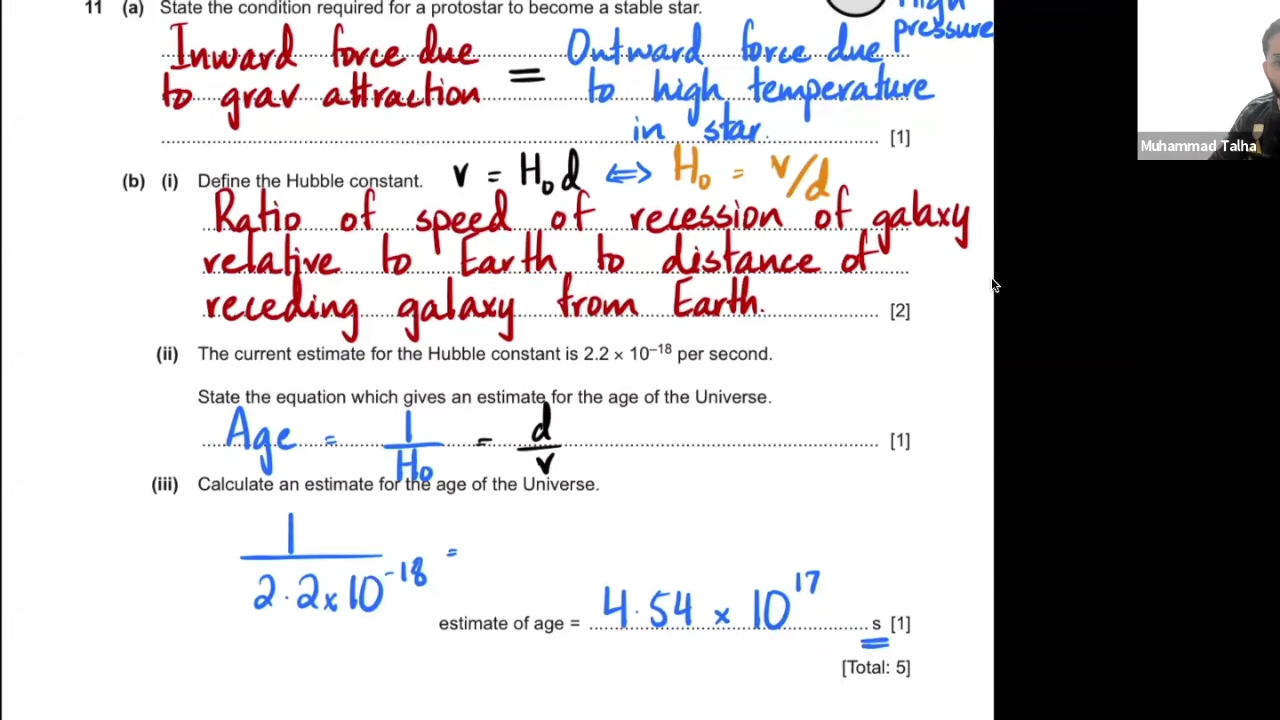 11 (a) State the condition required for a protostar to become a stable star.
High pressure
Inward force due to grav attraction = Outward force due to high temperature in star. [1]
(b) (i) Define the Hubble constant. v = H₀d ⇔ H₀ = v/d
Ratio of speed of recession of galaxy
relative to Earth to distance of
receding galaxy from Earth. [2]
(ii) The current estimate for the Hubble constant is 2.2 × 10⁻¹⁸ per second.
State the equation which gives an estimate for the age of the Universe.
Age = 1/H₀ = d/v [1]
(iii) Calculate an estimate for the age of the Universe.
1/2.2×10⁻¹⁸ =
estimate of age = 4.54 × 10¹⁷ s [1]
[Total: 5]
Muhammad Talha